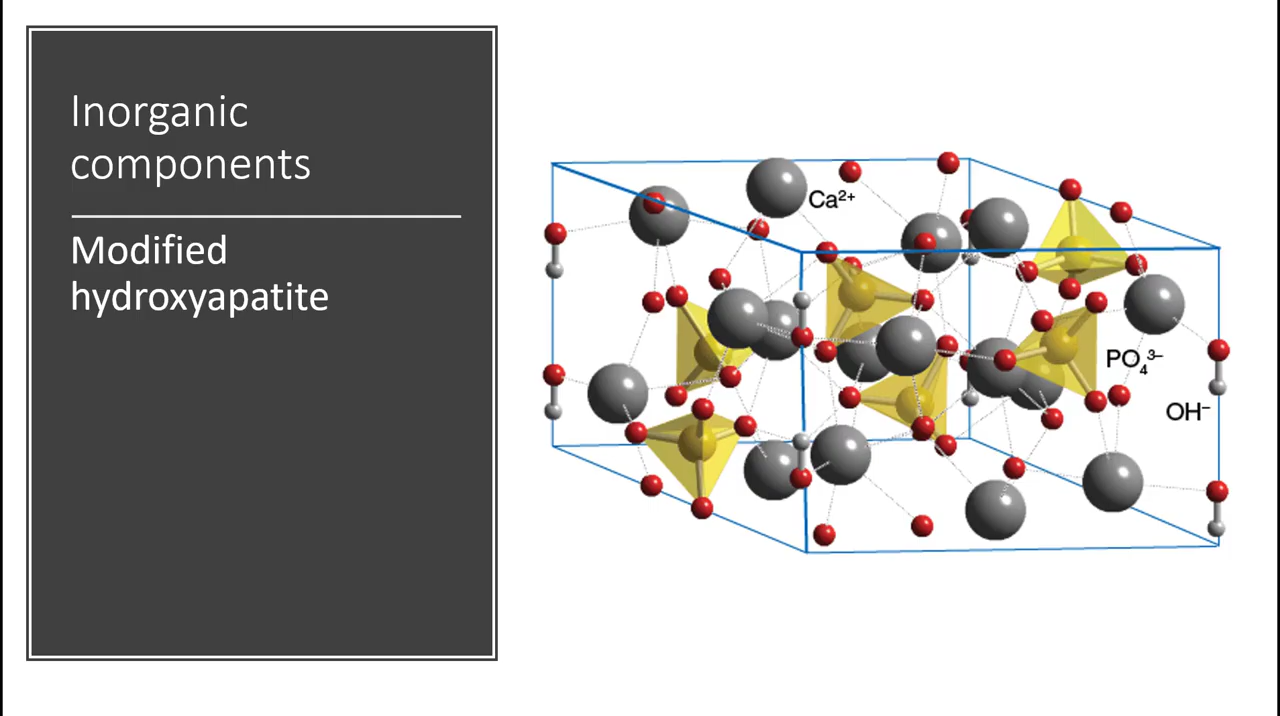 Inorganic
components
Modified
hydroxyapatite
Ca²⁺
PO₄³⁻
OH⁻